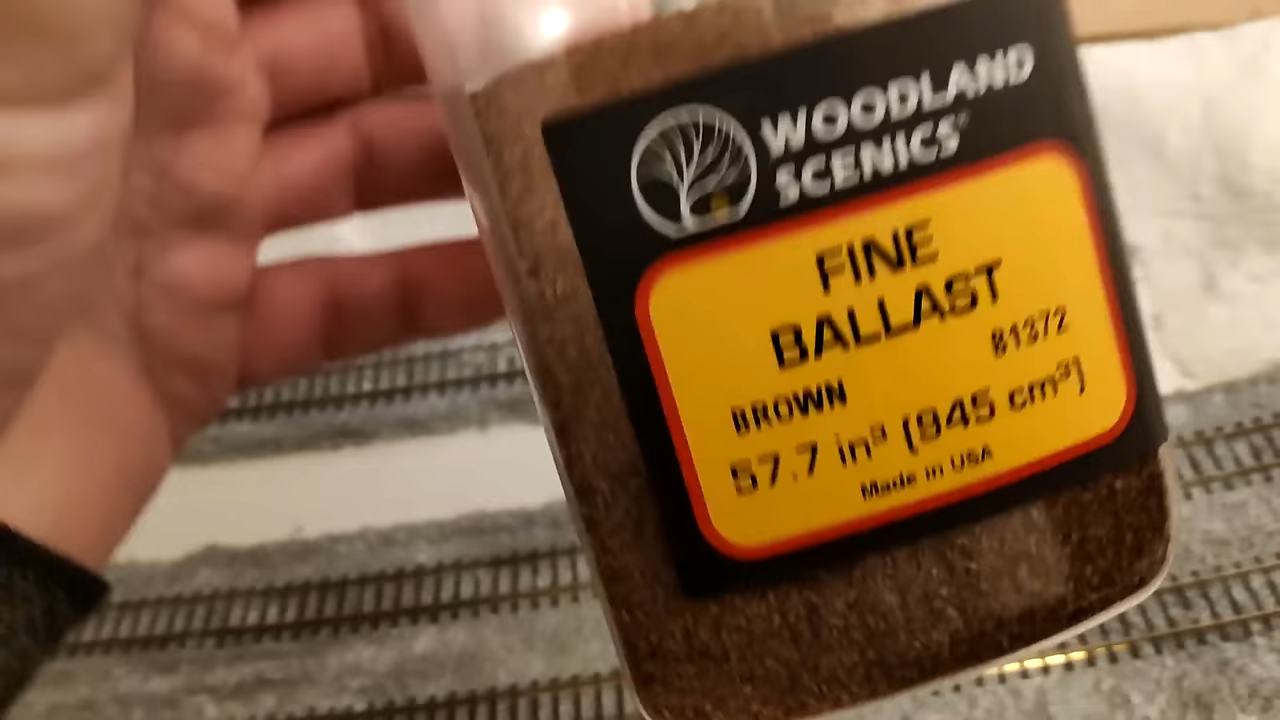 WOODLAND
SCENICS
FINE
BALLAST
B1372
BROWN
57.7 in³ (945 cm³)
Made in USA